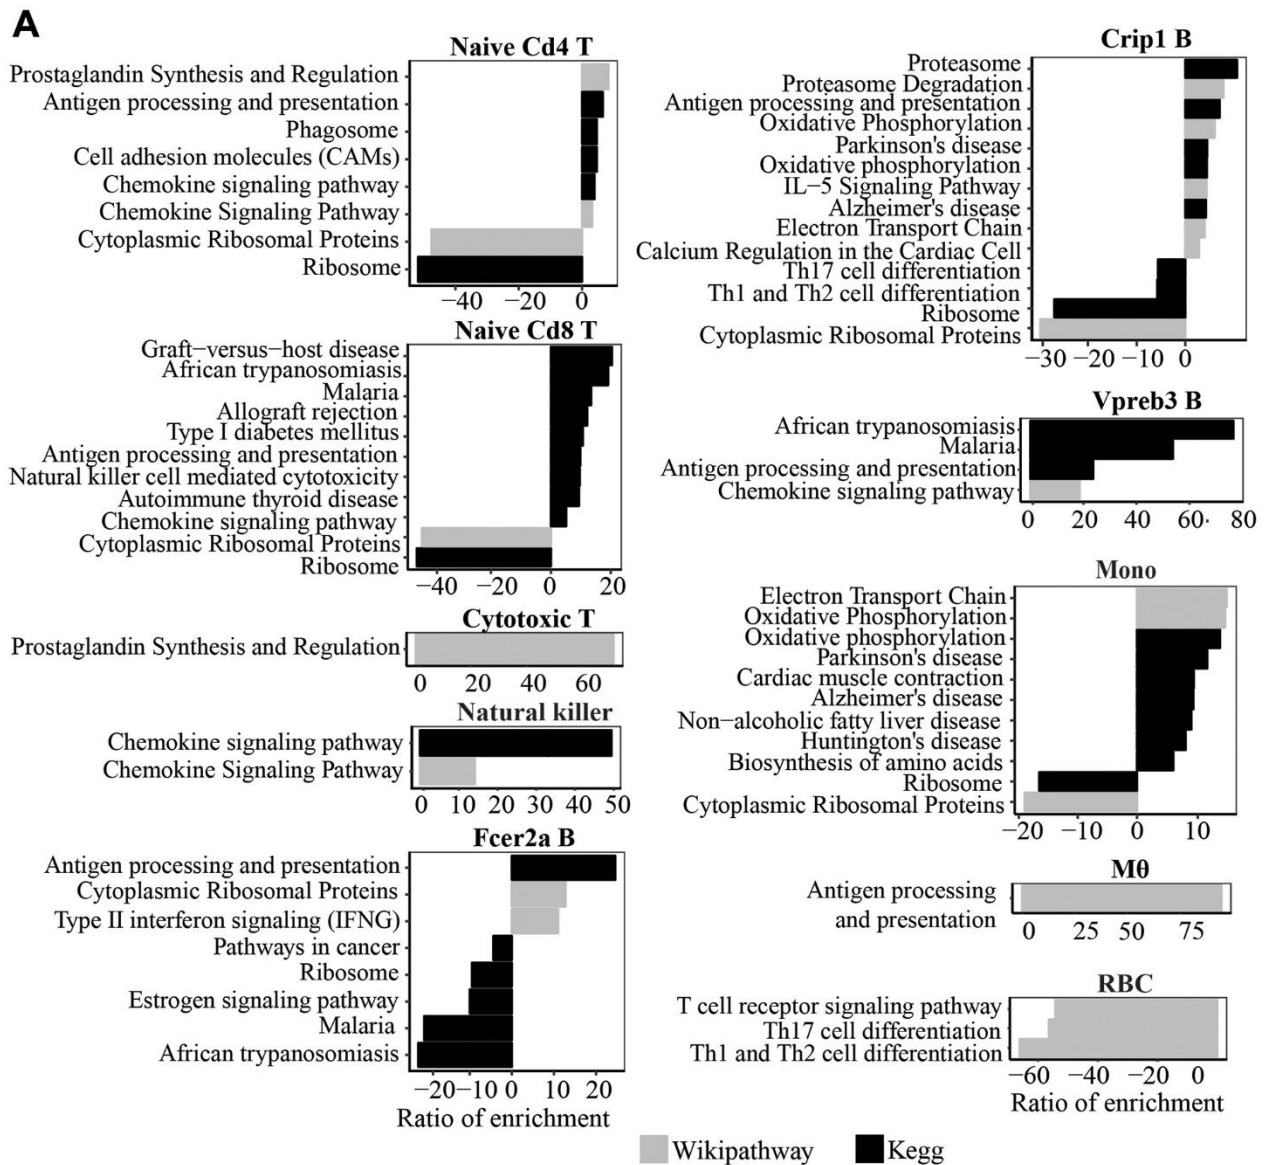 A
Naive Cd4 T
Prostaglandin Synthesis and Regulation
Antigen processing and presentation
Phagosome
Cell adhesion molecules (CAMs)
Chemokine signaling pathway
Chemokine Signaling Pathway
Cytoplasmic Ribosomal Proteins
Ribosome
−40 −20 0
Naive Cd8 T
Graft−versus−host disease
African trypanosomiasis
Malaria
Allograft rejection
Type I diabetes mellitus
Antigen processing and presentation
Natural killer cell mediated cytotoxicity
Autoimmune thyroid disease
Chemokine signaling pathway
Cytoplasmic Ribosomal Proteins
Ribosome
−40 −20 0 20
Cytotoxic T
Prostaglandin Synthesis and Regulation
0 20 40 60
Natural killer
Chemokine signaling pathway
Chemokine Signaling Pathway
0 10 20 30 40 50
Fcer2a B
Antigen processing and presentation
Cytoplasmic Ribosomal Proteins
Type II interferon signaling (IFNG)
Pathways in cancer
Ribosome
Estrogen signaling pathway
Malaria
African trypanosomiasis
−20 −10 0 10 20
Ratio of enrichment
Crip1 B
Proteasome
Proteasome Degradation
Antigen processing and presentation
Oxidative Phosphorylation
Parkinson's disease
Oxidative phosphorylation
IL−5 Signaling Pathway
Alzheimer's disease
Electron Transport Chain
Calcium Regulation in the Cardiac Cell
Th17 cell differentiation
Th1 and Th2 cell differentiation
Ribosome
Cytoplasmic Ribosomal Proteins
−30 −20 −10 0
Vpreb3 B
African trypanosomiasis
Malaria
Antigen processing and presentation
Chemokine signaling pathway
0 20 40 60 80
Mono
Electron Transport Chain
Oxidative Phosphorylation
Oxidative phosphorylation
Parkinson's disease
Cardiac muscle contraction
Alzheimer's disease
Non−alcoholic fatty liver disease
Huntington's disease
Biosynthesis of amino acids
Ribosome
Cytoplasmic Ribosomal Proteins
−20 −10 0 10
Mθ
Antigen processing
and presentation
0 25 50 75
RBC
T cell receptor signaling pathway
Th17 cell differentiation
Th1 and Th2 cell differentiation
−60 −40 −20 0
Ratio of enrichment
Wikipathway Kegg